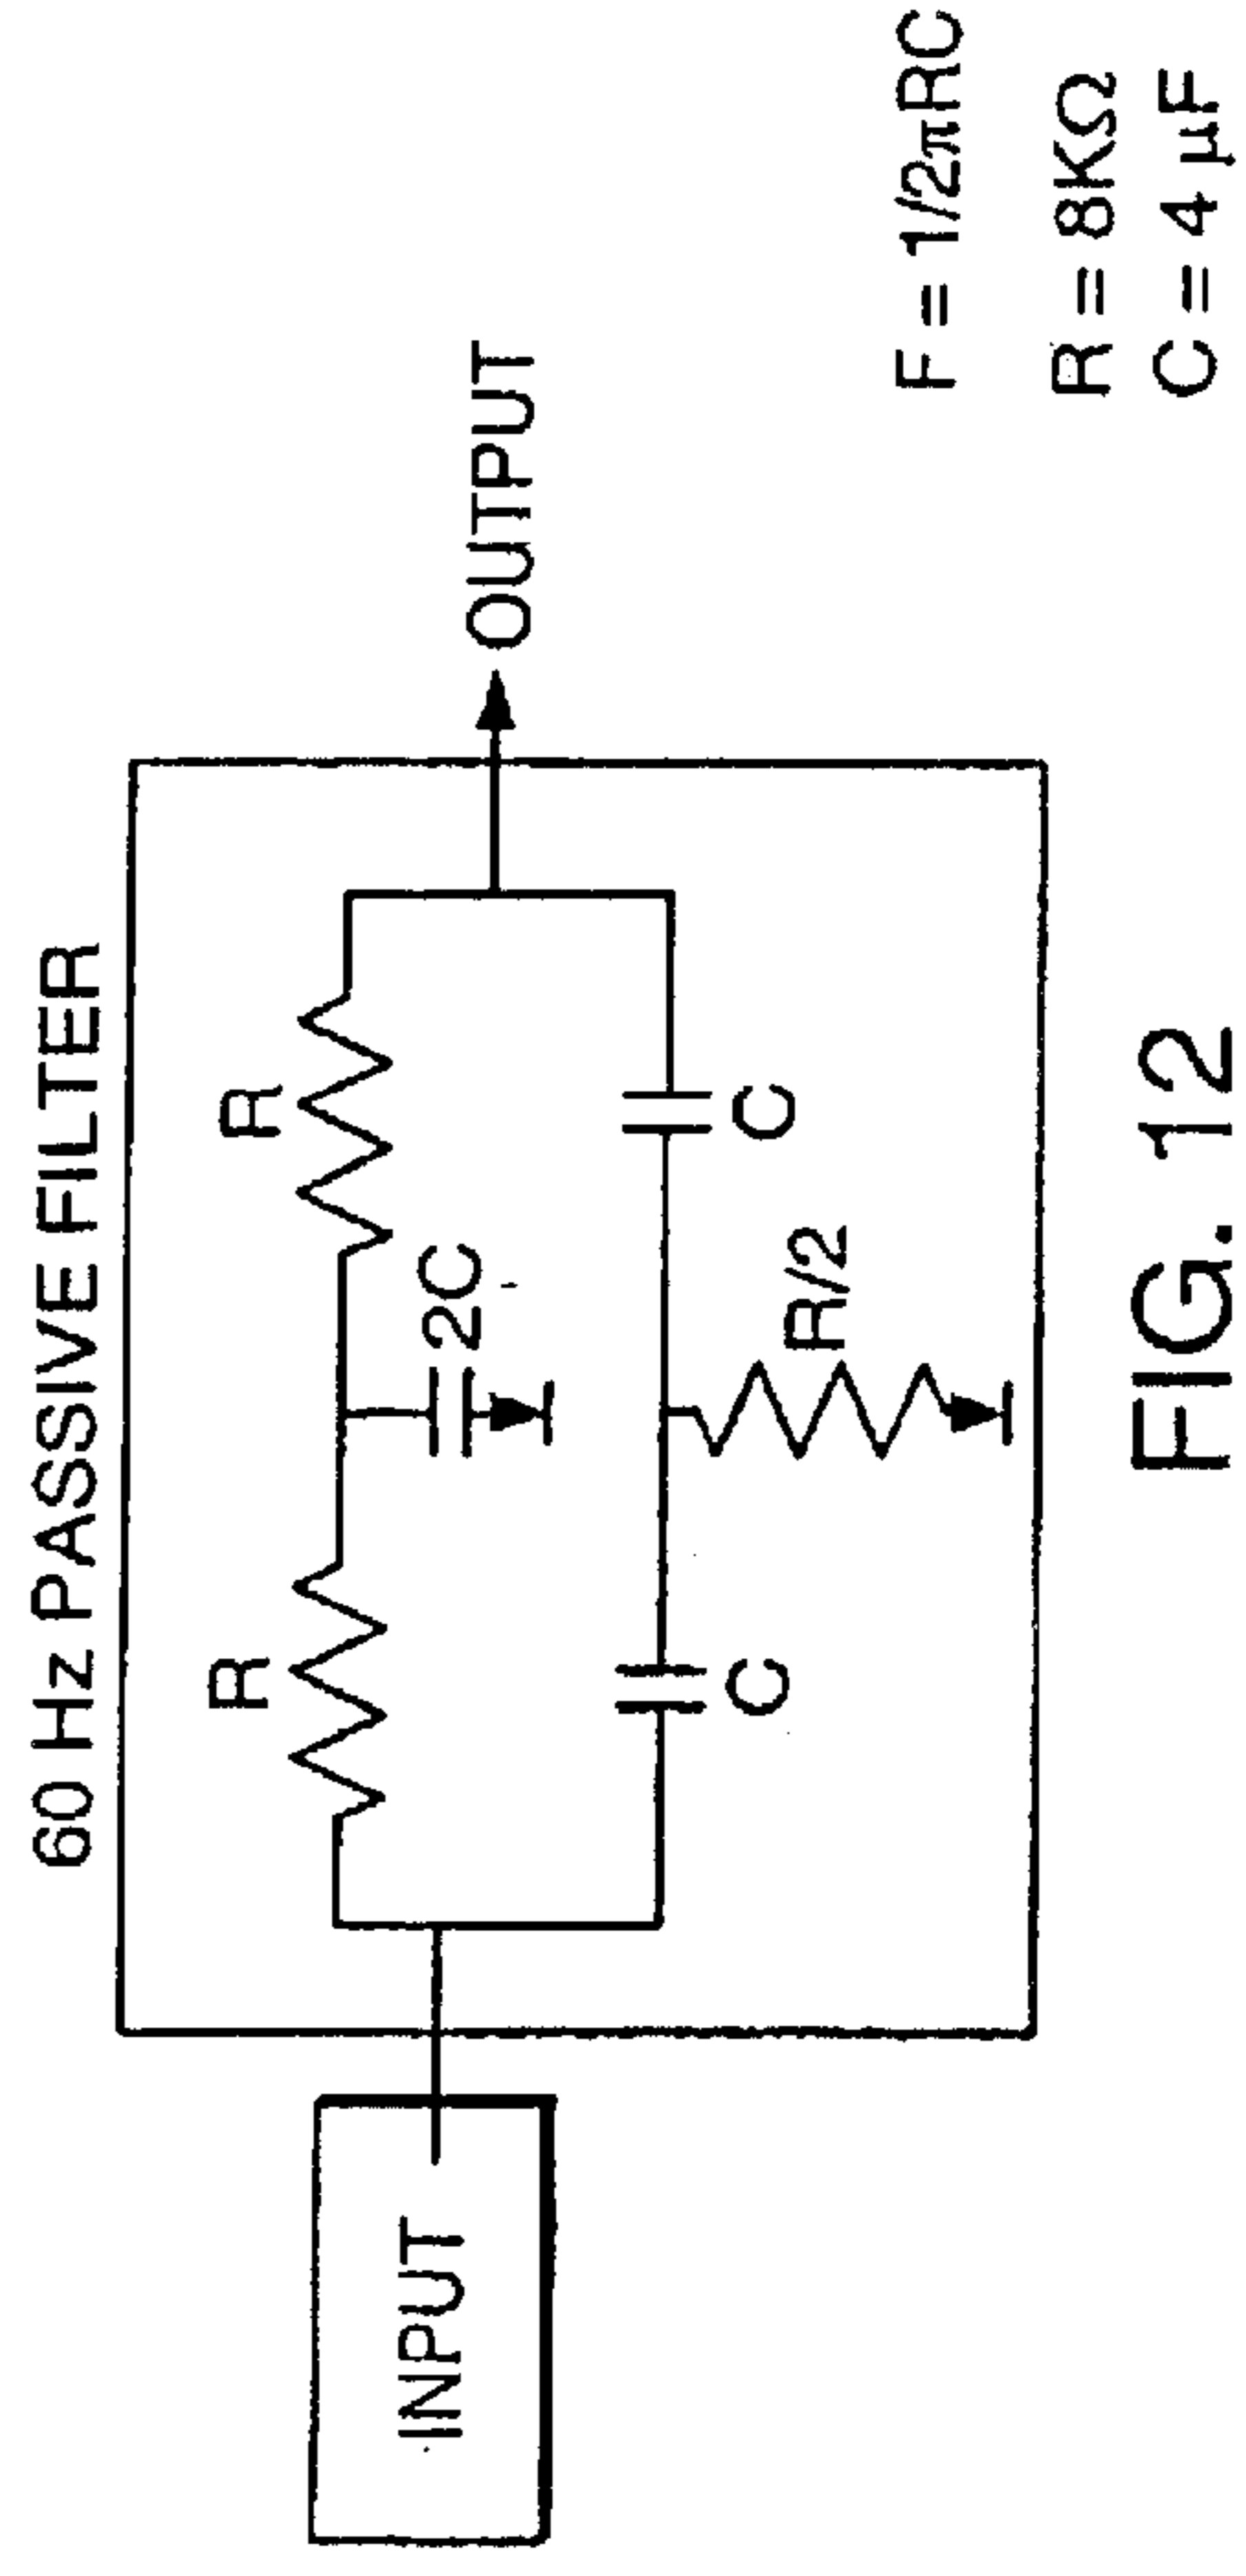 60 Hz PASSIVE FILTER
R
R
2C
INPUT
OUTPUT
C
C
R/2
F = 1/2πRC
R = 8KΩ
C = 4 μF
FIG. 12